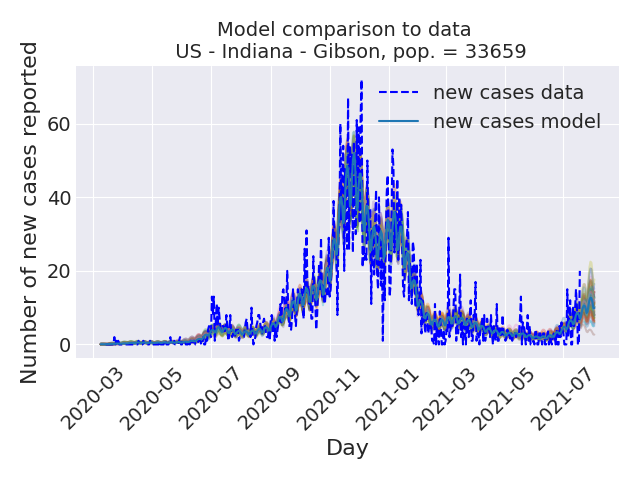 Model comparison to data
US - Indiana - Gibson, pop. = 33659
Number of new cases reported
60
40
20
0
new cases data
new cases model
2020-03
2020-05
2020-07
2020-09
2020-11
2021-01
2021-03
2021-05
2021-07
Day